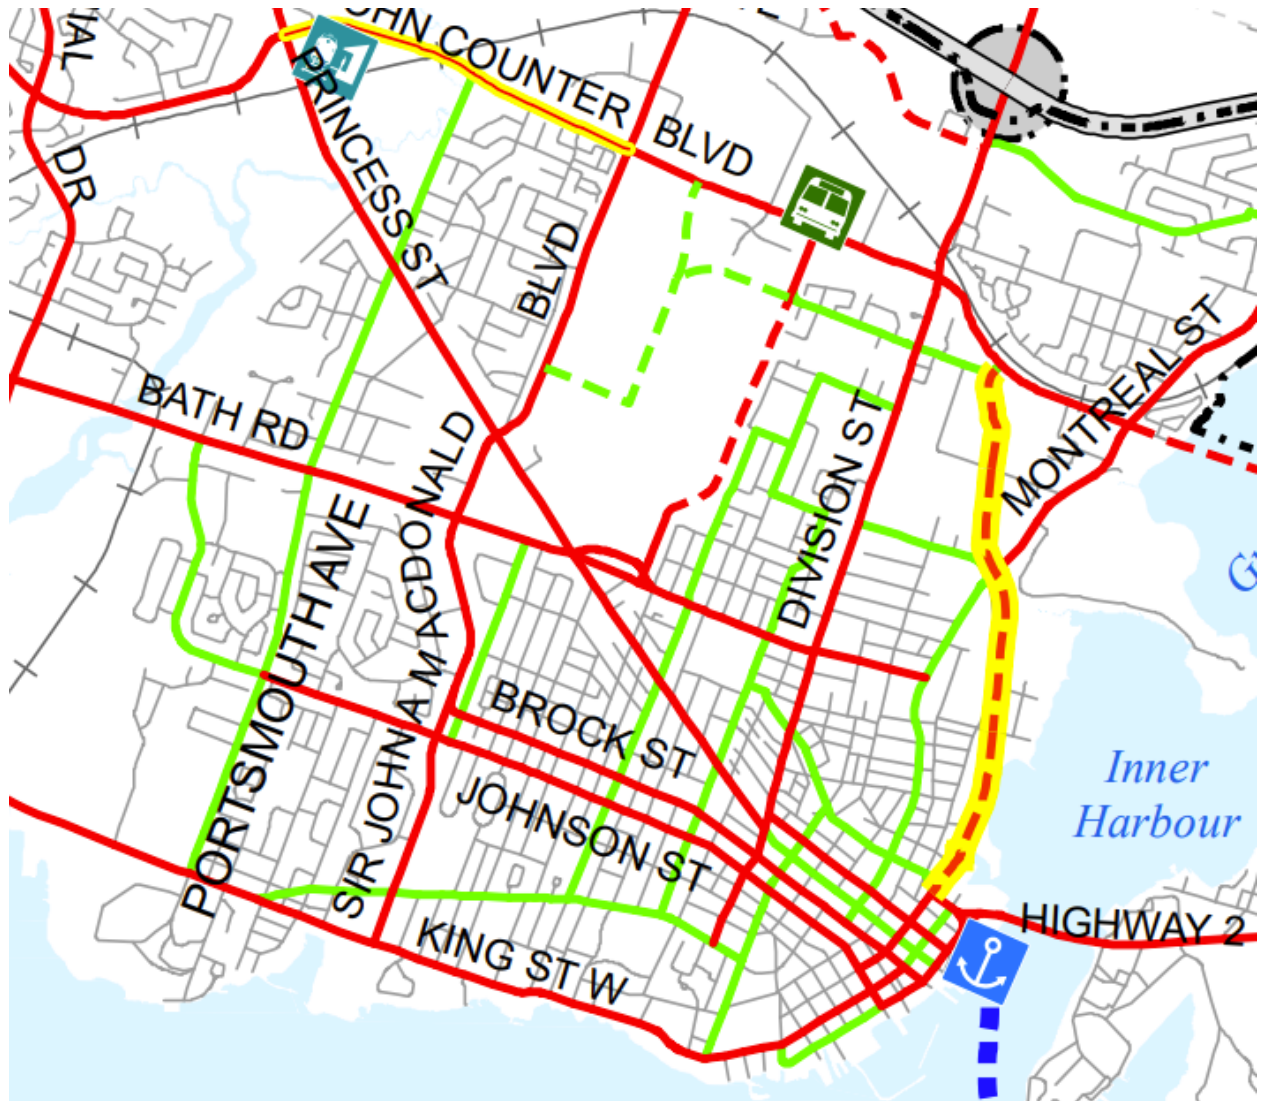 IAL
DR
JOHN COUNTER
BLVD
PRINCESS ST
BLVD
BATH RD
MONTREAL ST
DIVISION ST
PORTSMOUTH AVE
SIR JOHN A MACDONALD
BROCK ST
JOHNSON ST
KING ST W
Inner
Harbour
HIGHWAY 2